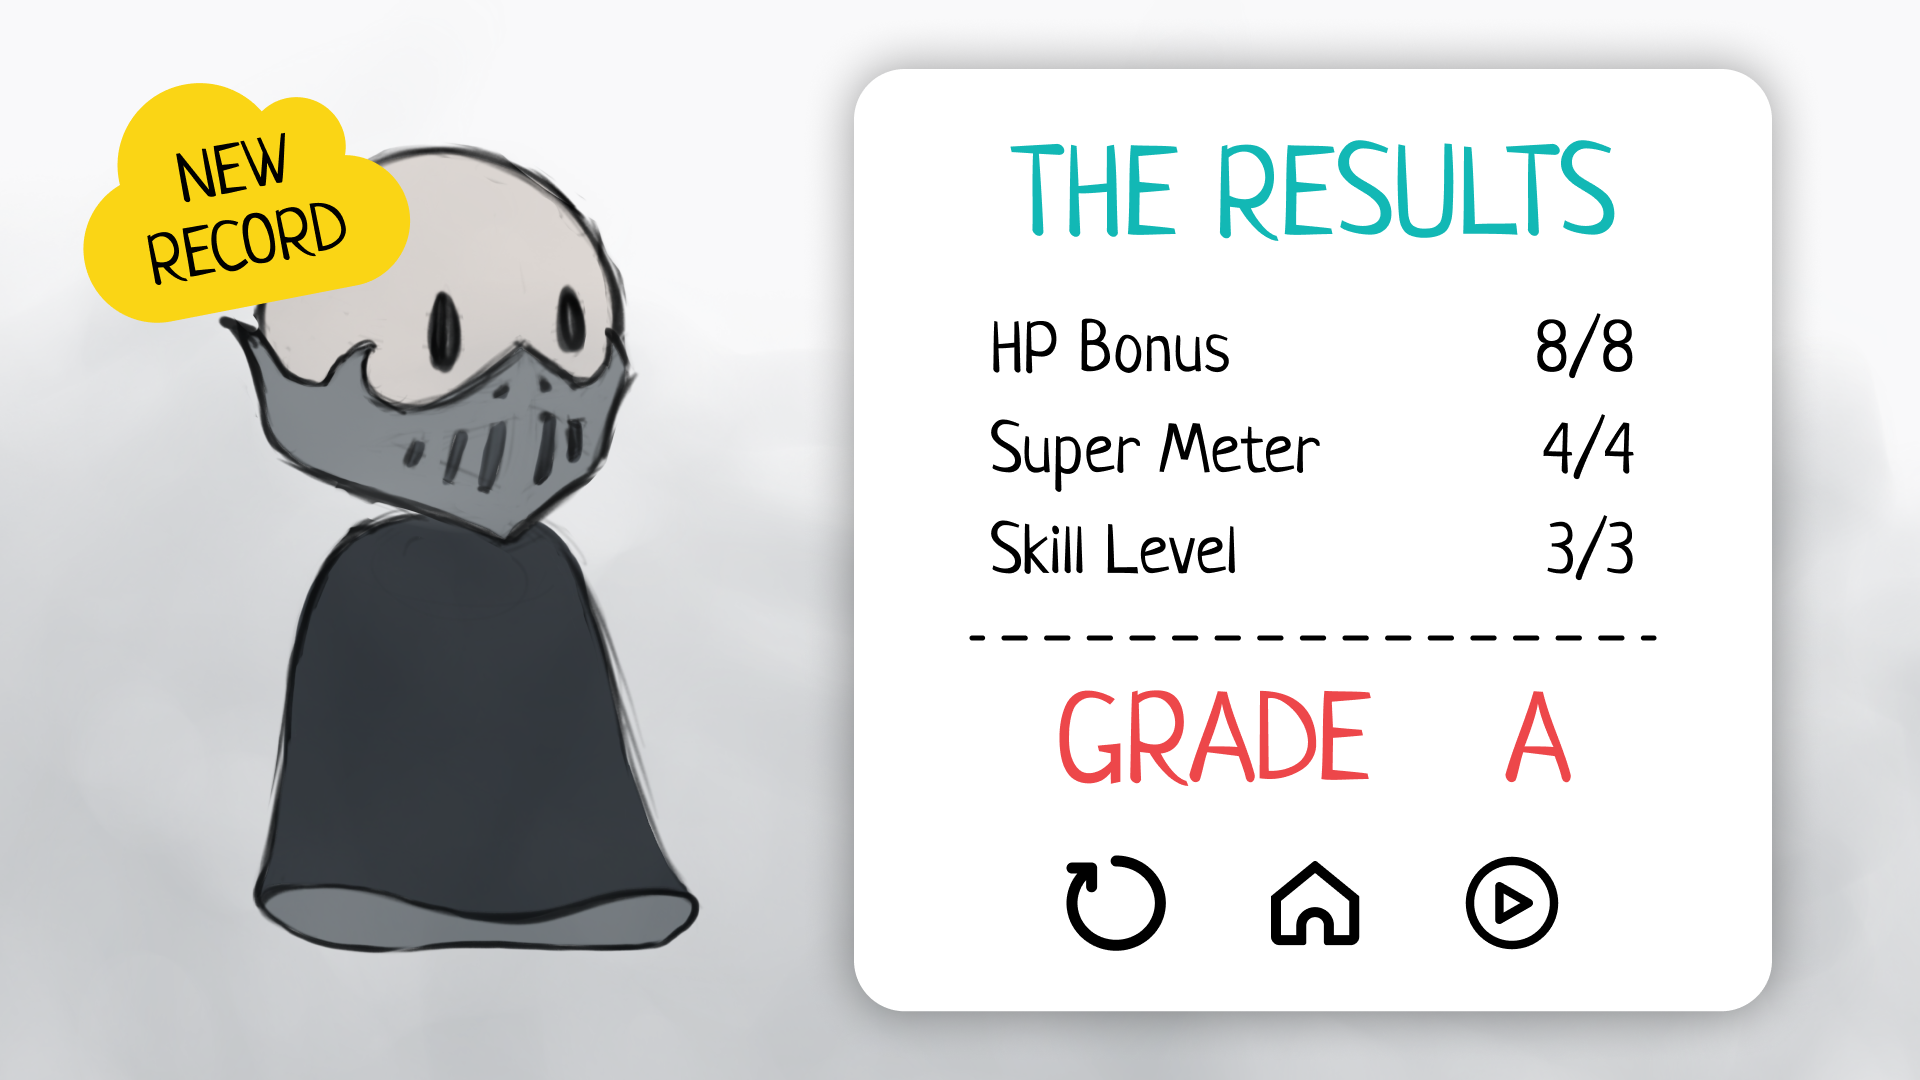 NEW
RECORD
THE RESULTS
HP Bonus 8/8
Super Meter 4/4
Skill Level 3/3
GRADE A